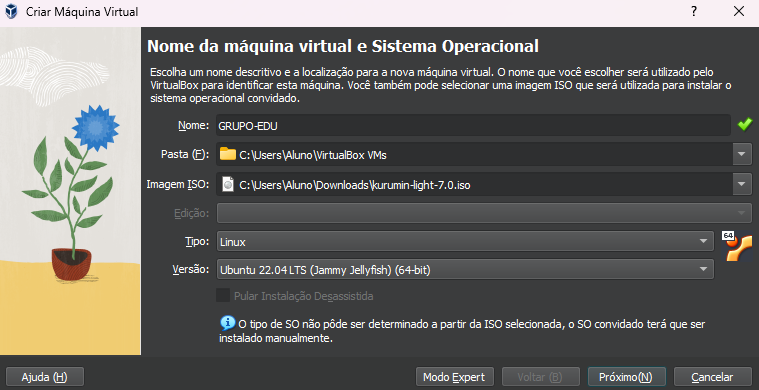 Criar Máquina Virtual
?
Nome da máquina virtual e Sistema Operacional
Escolha um nome descritivo e a localização para a nova máquina virtual. O nome que você escolher será utilizado pelo
VirtualBox para identificar esta máquina. Você também pode selecionar uma imagem ISO que será utilizada para instalar o
sistema operacional convidado.
Nome: GRUPO-EDU
Pasta (F): C:\Users\Aluno\VirtualBox VMs
Imagem ISO: C:\Users\Aluno\Downloads\kurumin-light-7.0.iso
Edição:
Tipo: Linux
64
Versão: Ubuntu 22.04 LTS (Jammy Jellyfish) (64-bit)
Pular Instalação Desassistida
O tipo de SO não pôde ser determinado a partir da ISO selecionada, o SO convidado terá que ser
instalado manualmente.
Ajuda (H) Modo Expert Voltar (B) Próximo(N) Cancelar